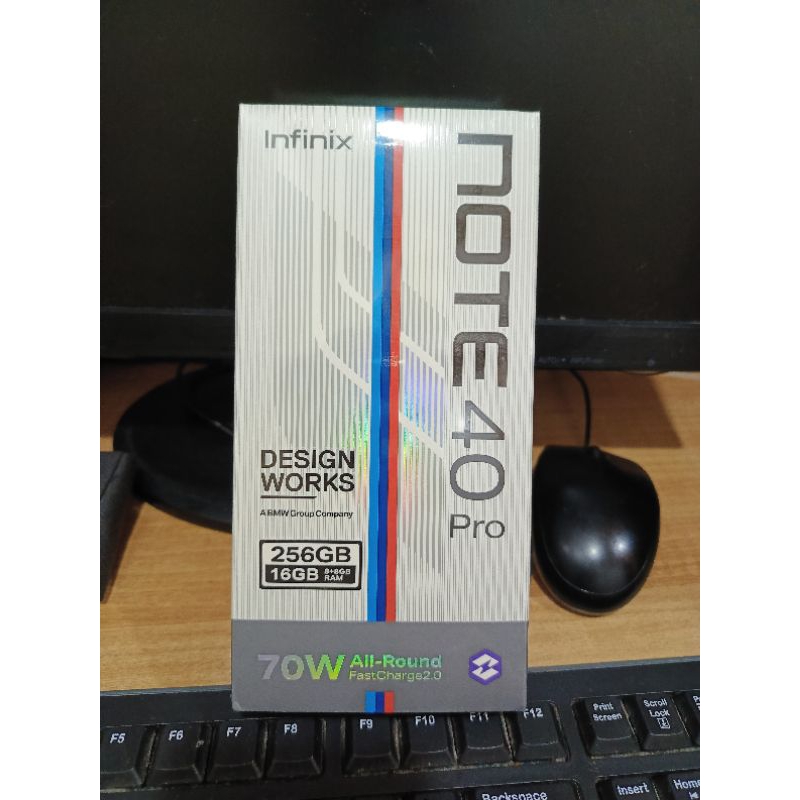 Infinix
NOTE 40
Pro
DESIGN
WORKS
A BMW Group Company
256GB
16GB 8+8GB
RAM
70W All-Round
FastCharge2.0
F5
F6
F7
F8
F9
F10
F11
F12
Print
Screen
Scroll
Lock
Backspace
Insert
Home